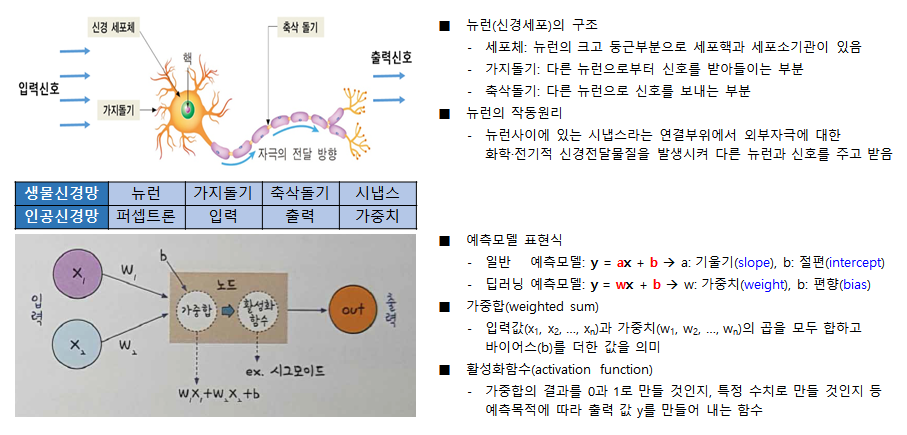 신경 세포체
축삭 돌기
핵
출력신호
입력신호
가지돌기
자극의 전달 방향
생물신경망 뉴런 가지돌기 축삭돌기 시냅스
인공신경망 퍼셉트론 입력 출력 가중치
b
노드
x₁
w₁
입력
가중합
활성화 함수
out
출력
x₂
w₂
ex. 시그모이드
w₁x₁+w₂x₂+b
■ 뉴런(신경세포)의 구조
- 세포체: 뉴런의 크고 둥근부분으로 세포핵과 세포소기관이 있음
- 가지돌기: 다른 뉴런으로부터 신호를 받아들이는 부분
- 축삭돌기: 다른 뉴런으로 신호를 보내는 부분
■ 뉴런의 작동원리
- 뉴런사이에 있는 시냅스라는 연결부위에서 외부자극에 대한
화학·전기적 신경전달물질을 발생시켜 다른 뉴런과 신호를 주고 받음
■ 예측모델 표현식
- 일반 예측모델: y = ax + b → a: 기울기(slope), b: 절편(intercept)
- 딥러닝 예측모델: y = wx + b → w: 가중치(weight), b: 편향(bias)
■ 가중합(weighted sum)
- 입력값(x₁, x₂, ..., xₙ)과 가중치(w₁, w₂, ..., wₙ)의 곱을 모두 합하고
바이어스(b)를 더한 값을 의미
■ 활성화함수(activation function)
- 가중합의 결과를 0과 1로 만들 것인지, 특정 수치로 만들 것인지 등
예측목적에 따라 출력 값 y를 만들어 내는 함수